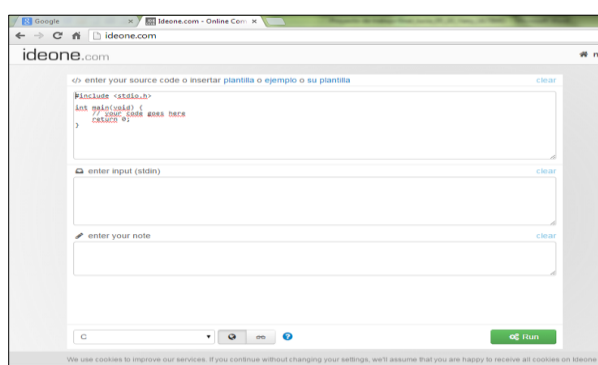 Google
Ideone.com - Online Com
ideone.com
ideone.com
</> enter your source code o insertar plantilla o ejemplo o su plantilla clear
#include <stdio.h>
int main(void) {
// your code goes here
return 0;
}
enter input (stdin) clear
enter your note clear
C Run
We use cookies to improve our services. If you continue without changing your settings, we'll assume that you are happy to receive all cookies on Ideone